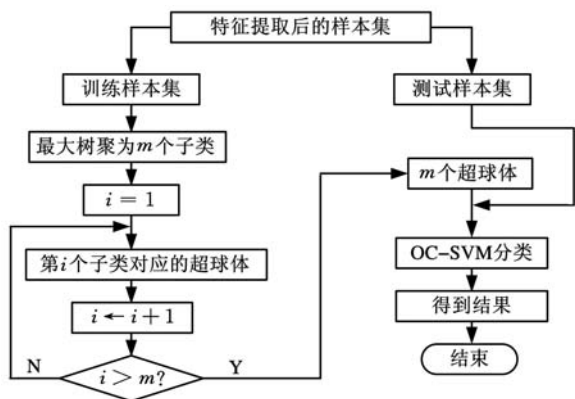 特征提取后的样本集
训练样本集
测试样本集
最大树聚为m个子类
m个超球体
i = 1
第i个子类对应的超球体
OC-SVM分类
i ← i + 1
得到结果
N
i > m?
Y
结束